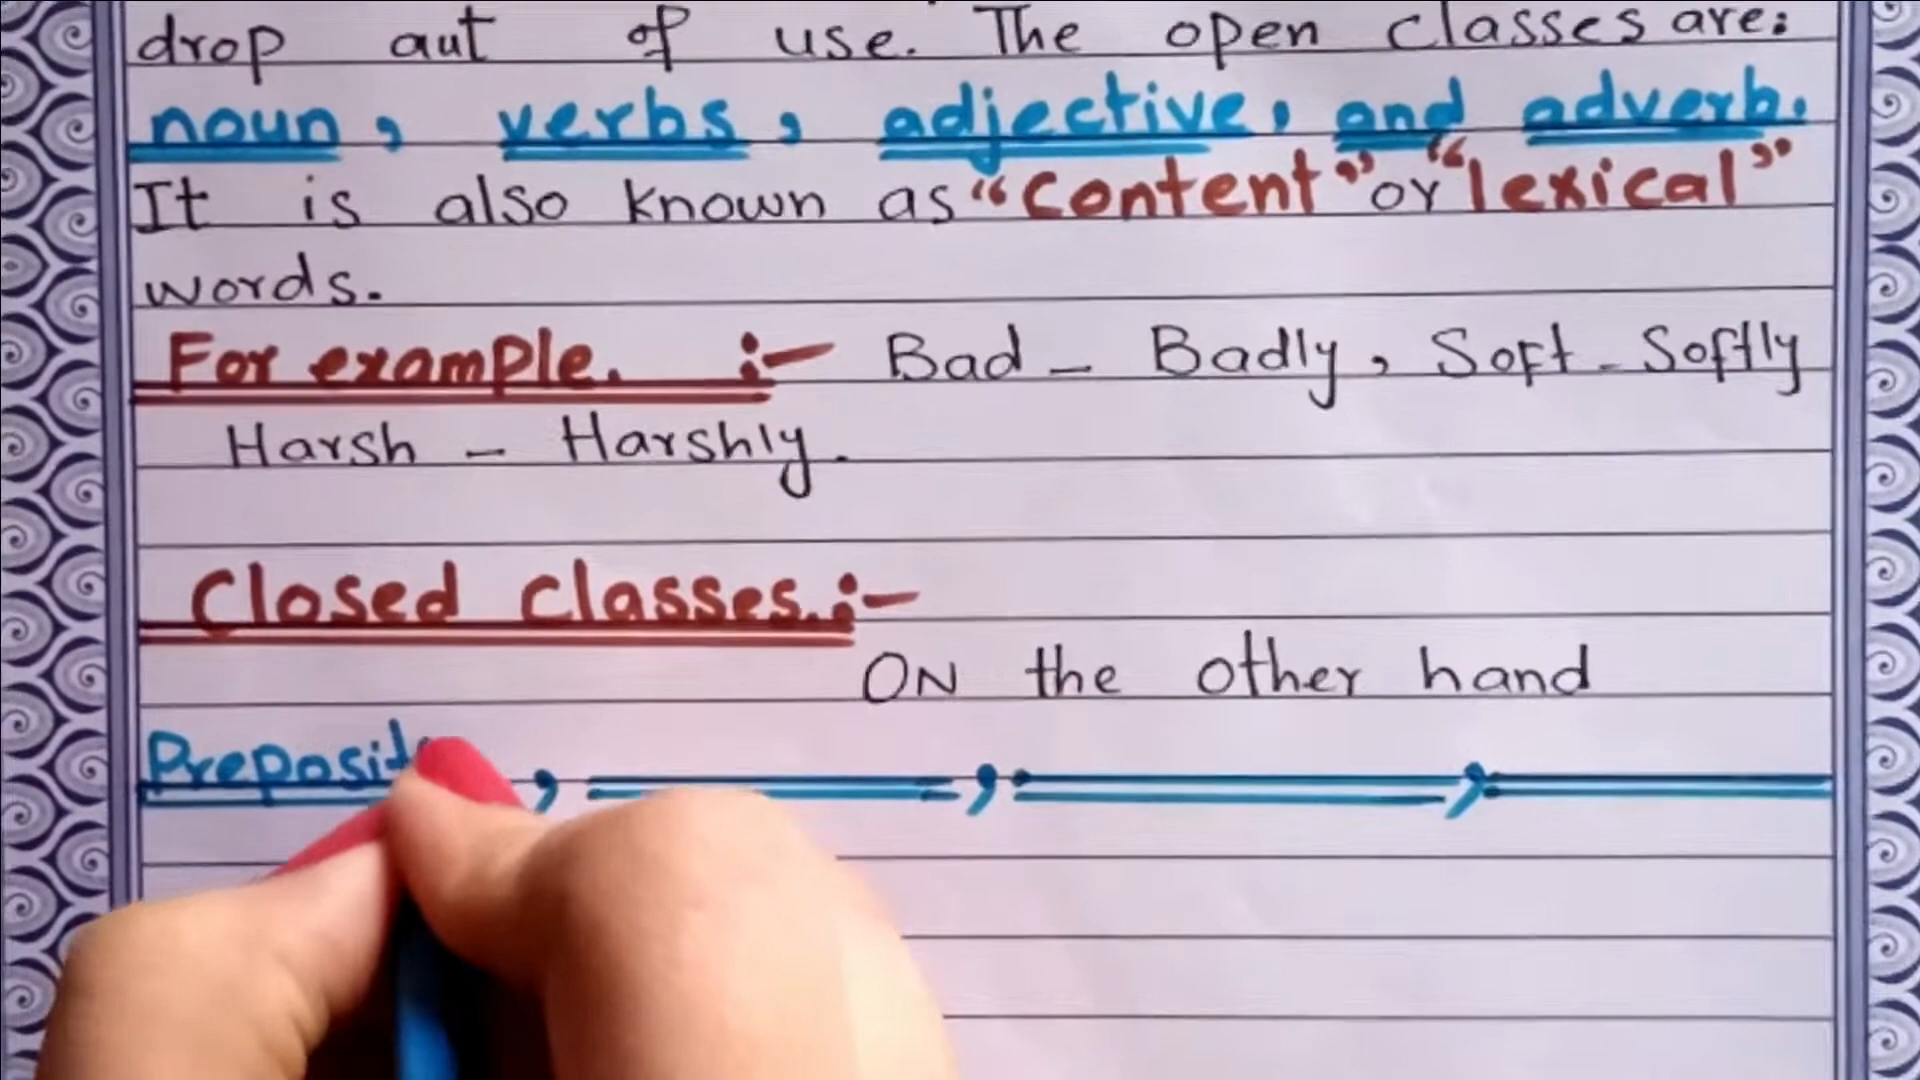 drop aut of use. The open classes are:
noun, verbs, adjective, and adverb.
It is also known as "Content" or "lexical"
words.
For example. :- Bad - Badly, Soft - Softly
Harsh - Harshly.
Closed Classes. :-
ON the other hand
Preposit , , ,